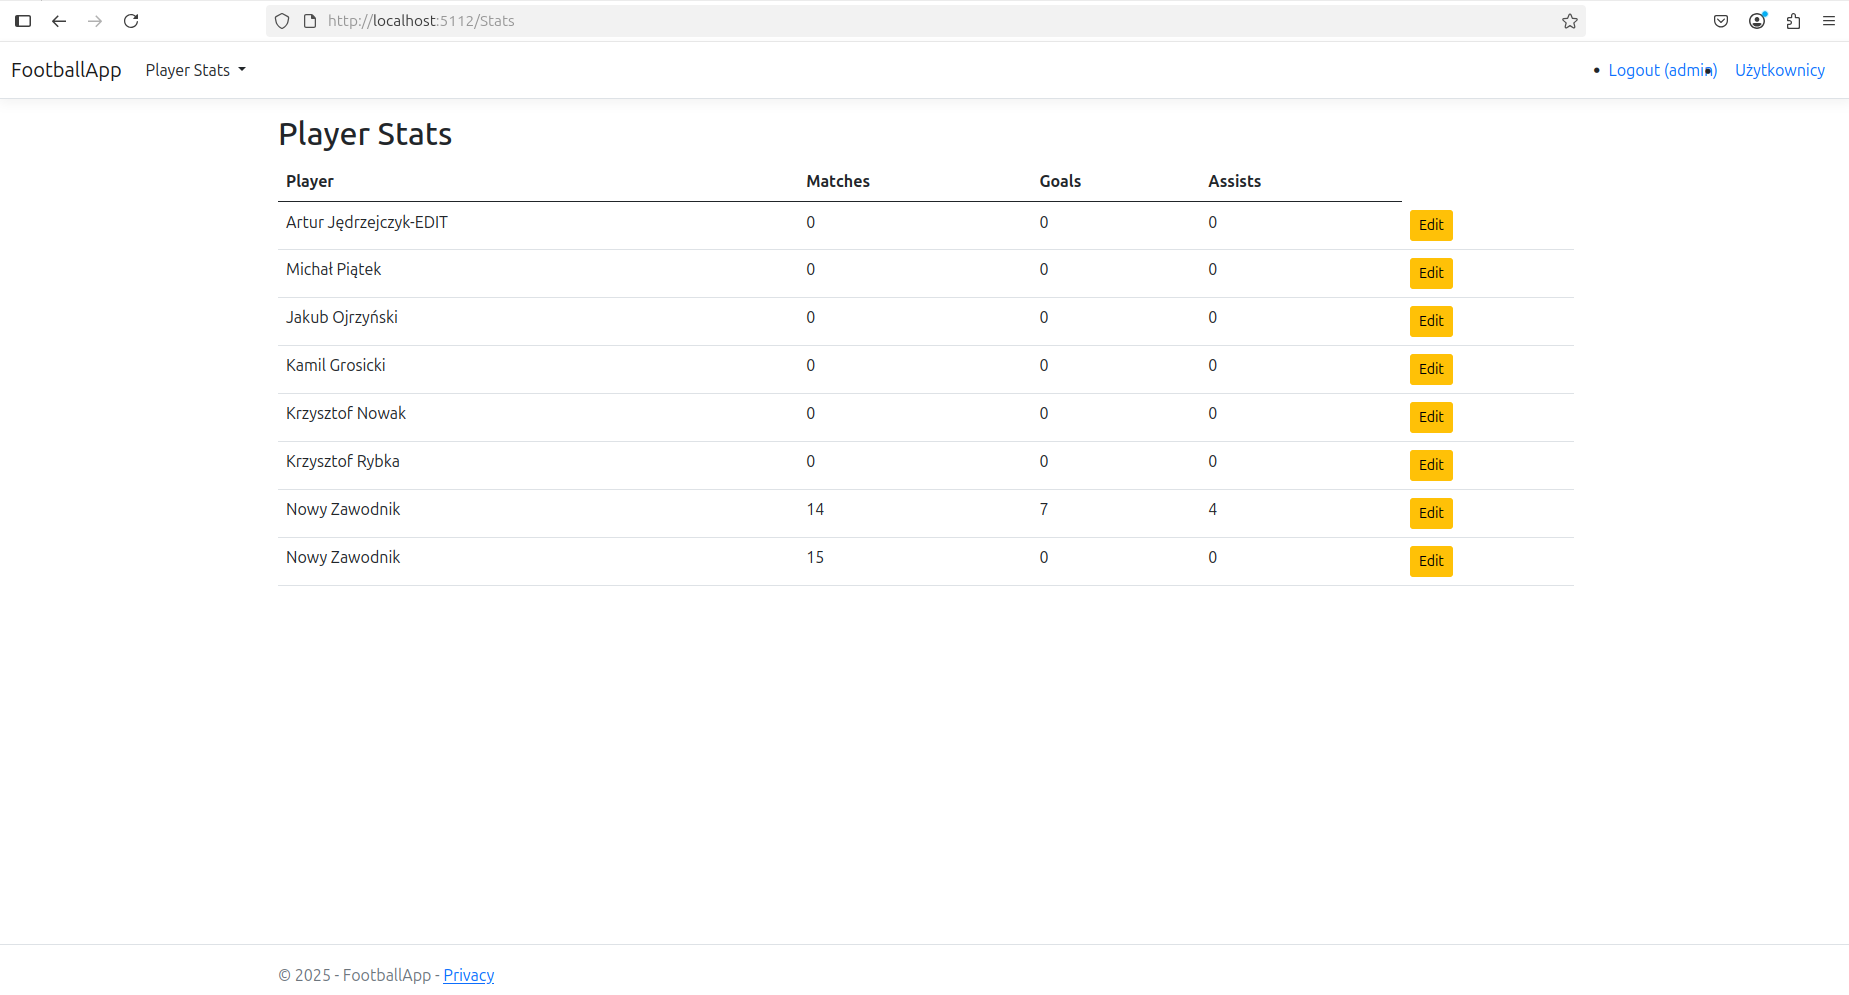 http://localhost:5112/Stats
FootballApp Player Stats • Logout (admin) • Użytkownicy
Player Stats
Player Matches Goals Assists
Artur Jędrzejczyk-EDIT 0 0 0 Edit
Michał Piątek 0 0 0 Edit
Jakub Ojrzyński 0 0 0 Edit
Kamil Grosicki 0 0 0 Edit
Krzysztof Nowak 0 0 0 Edit
Krzysztof Rybka 0 0 0 Edit
Nowy Zawodnik 14 7 4 Edit
Nowy Zawodnik 15 0 0 Edit
© 2025 - FootballApp - Privacy